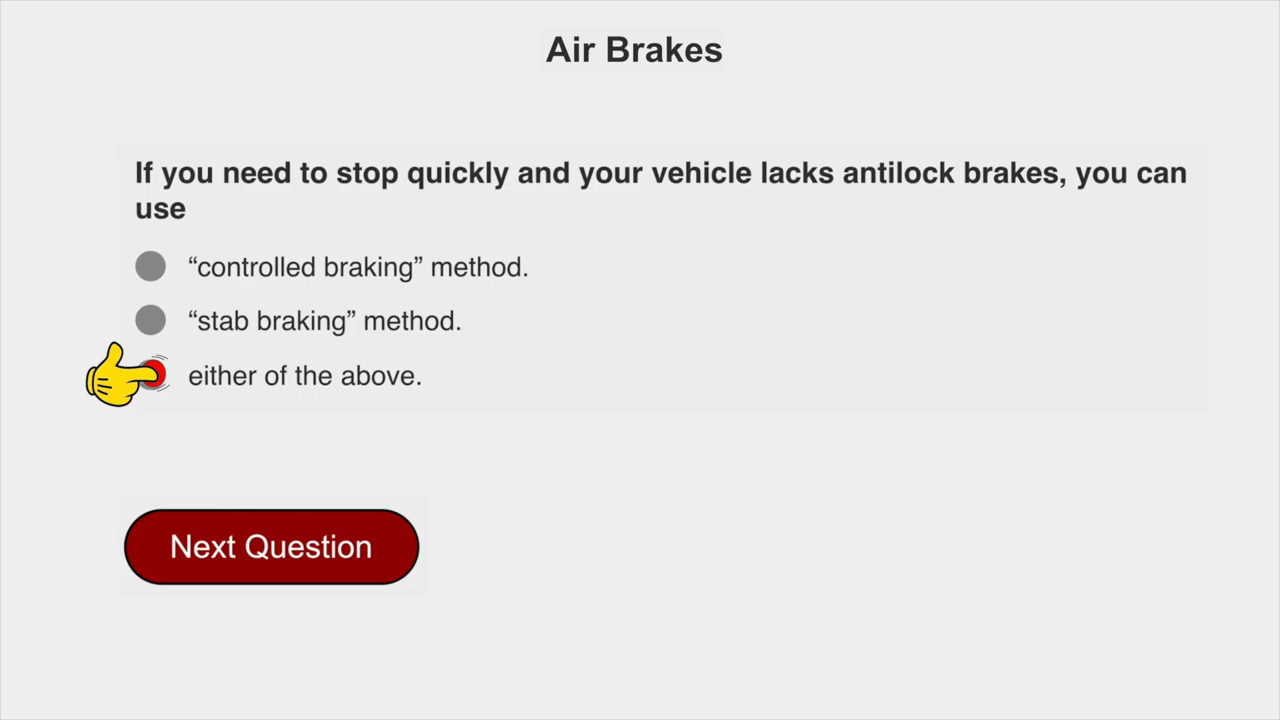 Air Brakes
If you need to stop quickly and your vehicle lacks antilock brakes, you can
use
“controlled braking” method.
“stab braking” method.
either of the above.
Next Question